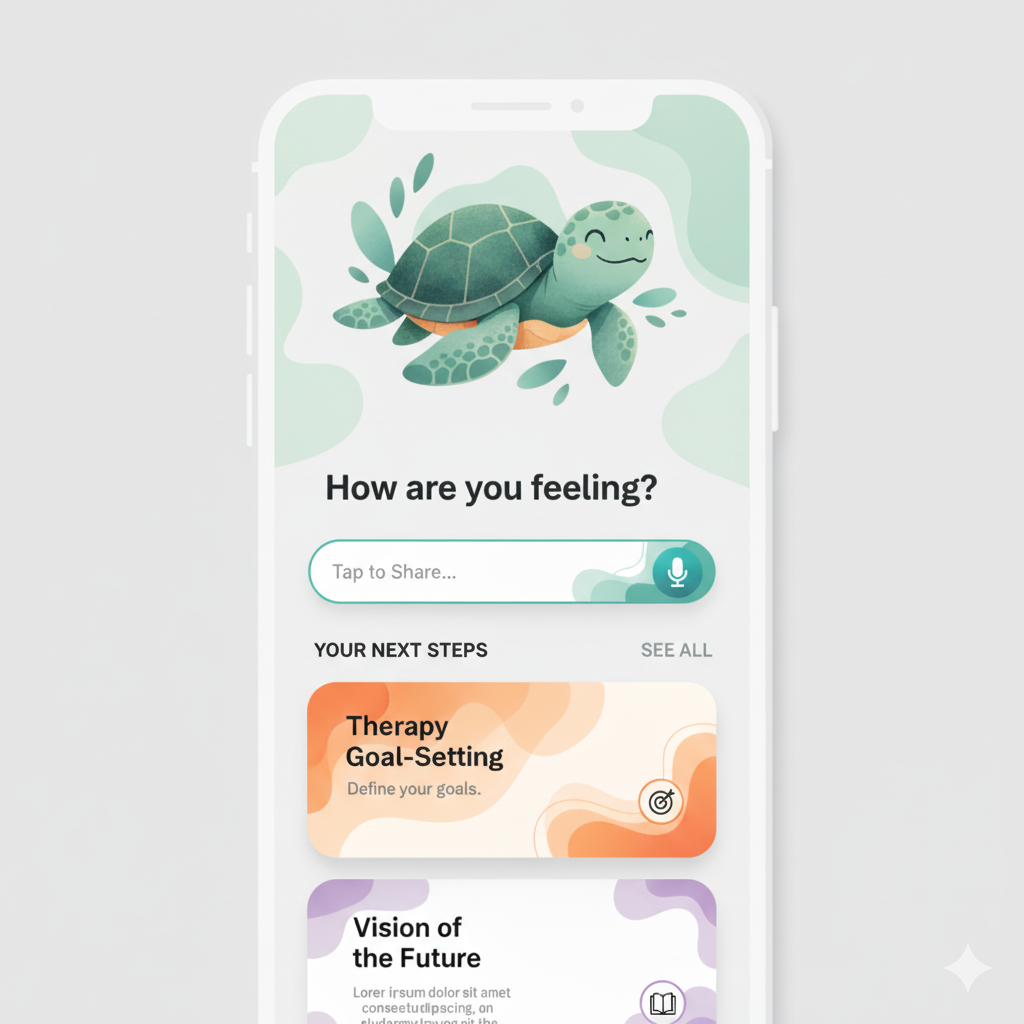 How are you feeling?
Tap to Share...
YOUR NEXT STEPS
SEE ALL
Therapy
Goal-Setting
Define your goals.
Vision of
the Future
Lorer irsum dolor sit amet
conseetudipscing, on